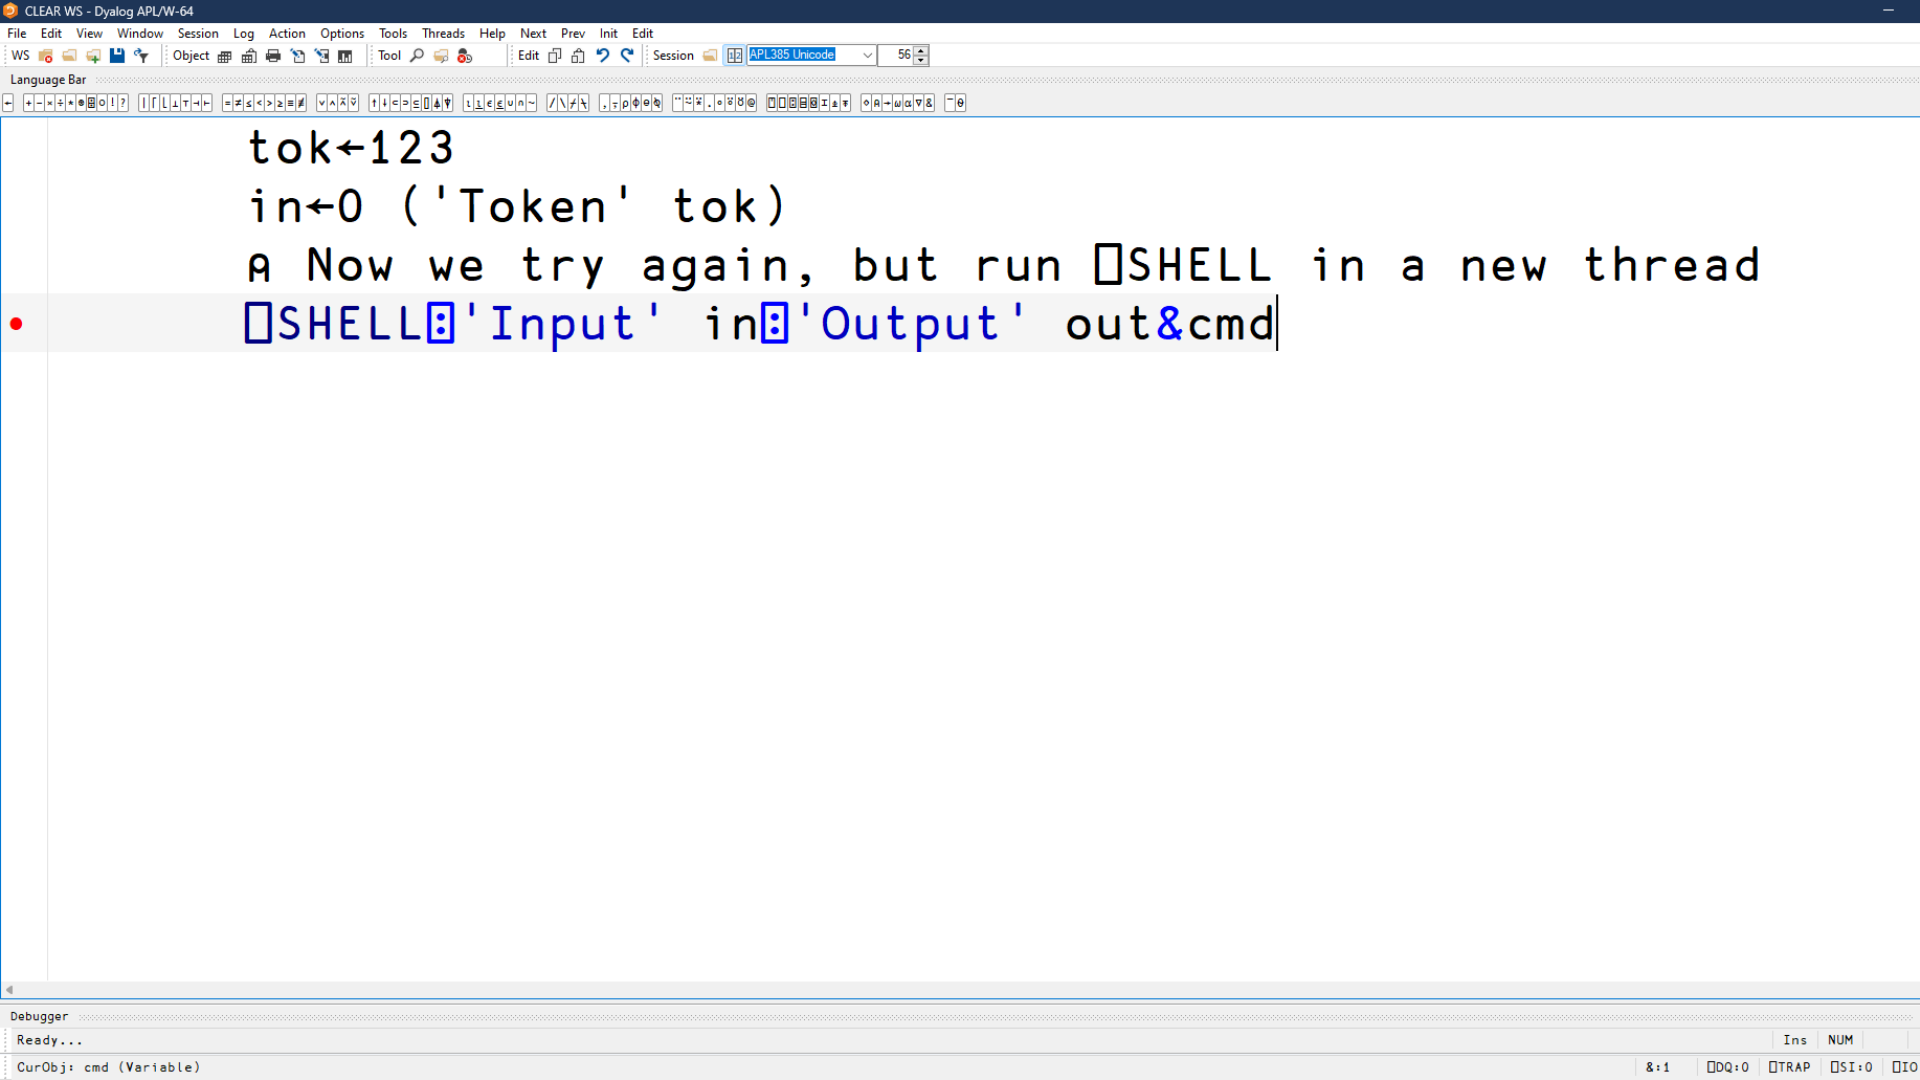 CLEAR WS - Dyalog APL/W-64
File Edit View Window Session Log Action Options Tools Threads Help Next Prev Init Edit
WS Object Tool Edit Session APL385 Unicode 56
Language Bar
tok←123
in←0 ('Token' tok)
⍝ Now we try again, but run ⎕SHELL in a new thread
⎕SHELL⍠'Input' in⍠'Output' out&cmd
Debugger
Ready...
Ins NUM
CurObj: cmd (Variable)
&:1 ⎕DQ:0 ⎕TRAP ⎕SI:0 ⎕IO